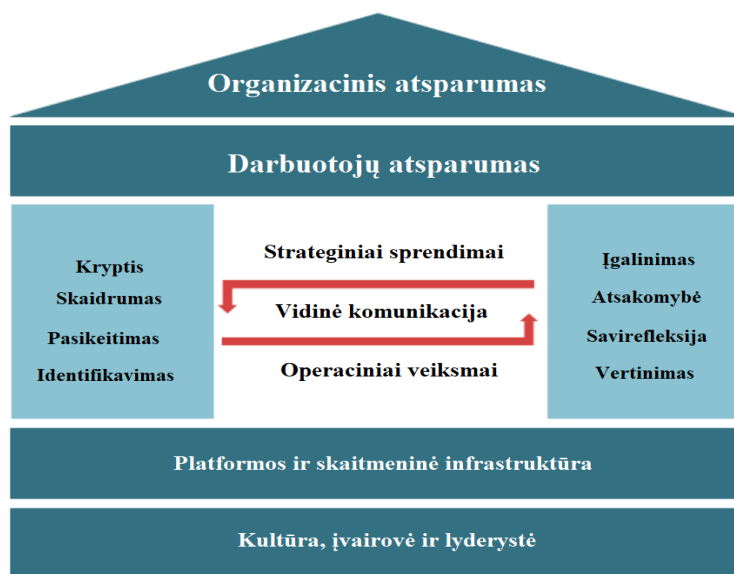 Organizacinis atsparumas
Darbuotojų atsparumas
Kryptis
Skaidrumas
Pasikeitimas
Identifikavimas
Strateginiai sprendimai
Vidinė komunikacija
Operaciniai veiksmai
Įgalinimas
Atsakomybė
Savirefleksija
Vertinimas
Platformos ir skaitmeninė infrastruktūra
Kultūra, įvairovė ir lyderystė